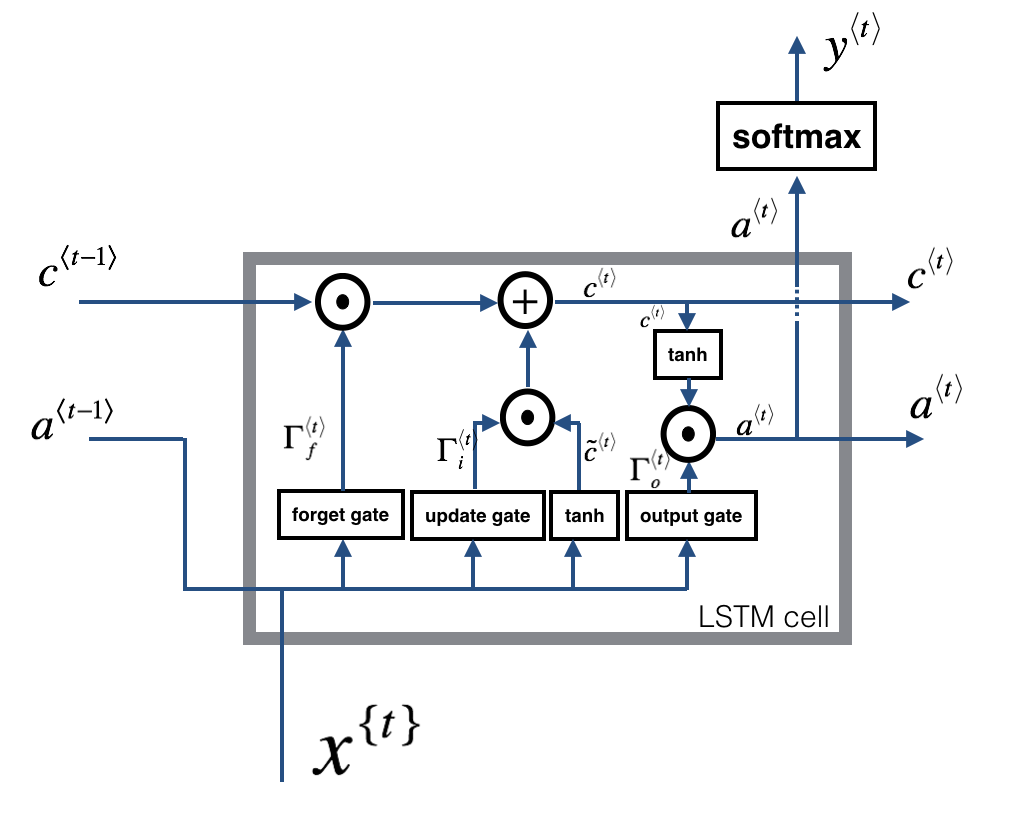 y⟨t⟩
softmax
a⟨t⟩
c⟨t−1⟩
c⟨t⟩
c⟨t⟩
c⟨t⟩
tanh
a⟨t−1⟩
a⟨t⟩
a⟨t⟩
Γf⟨t⟩
Γi⟨t⟩
c̃⟨t⟩
Γo⟨t⟩
forget gate
update gate
tanh
output gate
LSTM cell
x{t}